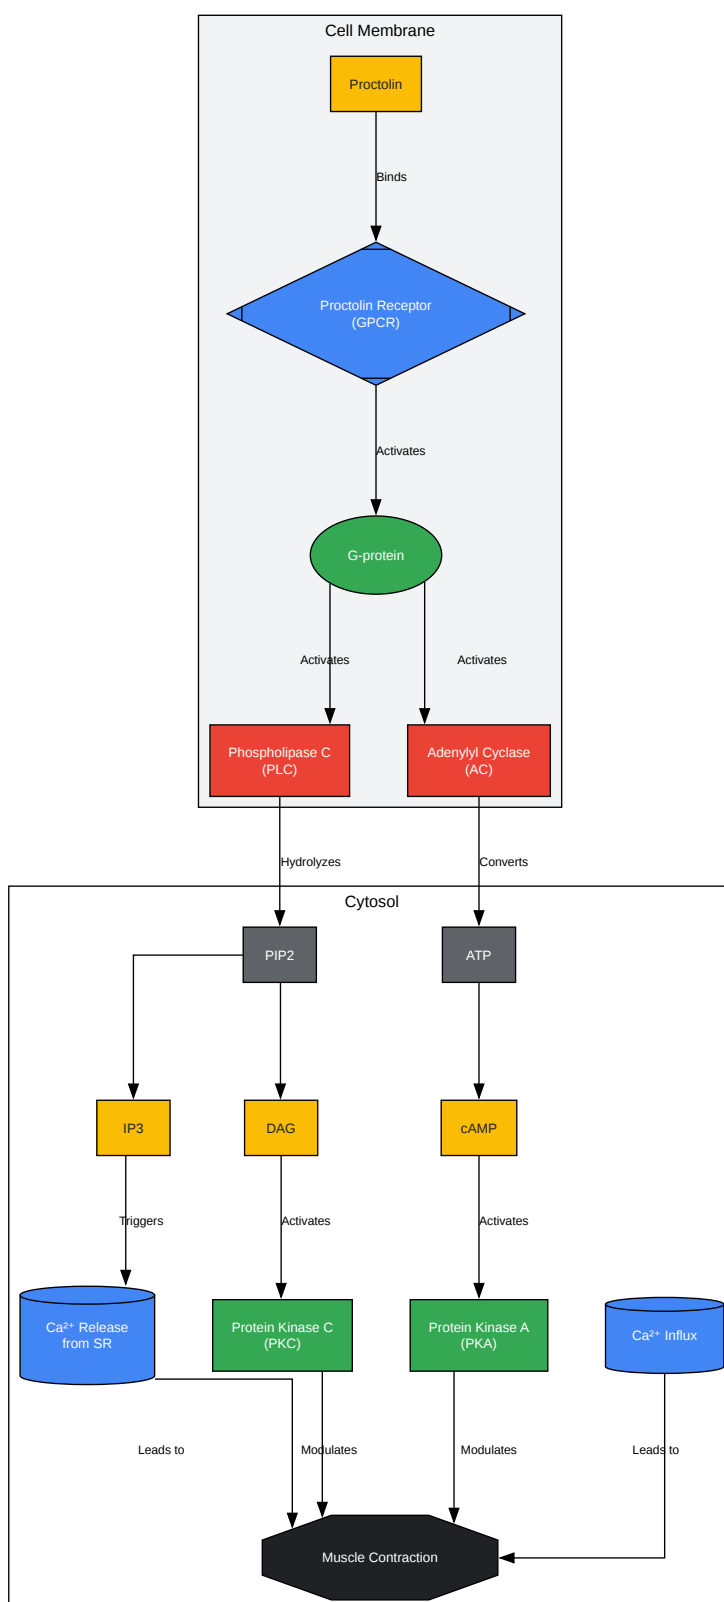 Cell Membrane
Proctolin
Binds
Proctolin Receptor
(GPCR)
Activates
G-protein
Activates
Activates
Phospholipase C
(PLC)
Adenylyl Cyclase
(AC)
Hydrolyzes
Converts
Cytosol
PIP2
ATP
IP3
DAG
cAMP
Triggers
Activates
Activates
Ca²⁺ Release
from SR
Protein Kinase C
(PKC)
Protein Kinase A
(PKA)
Ca²⁺ Influx
Leads to
Modulates
Modulates
Leads to
Muscle Contraction